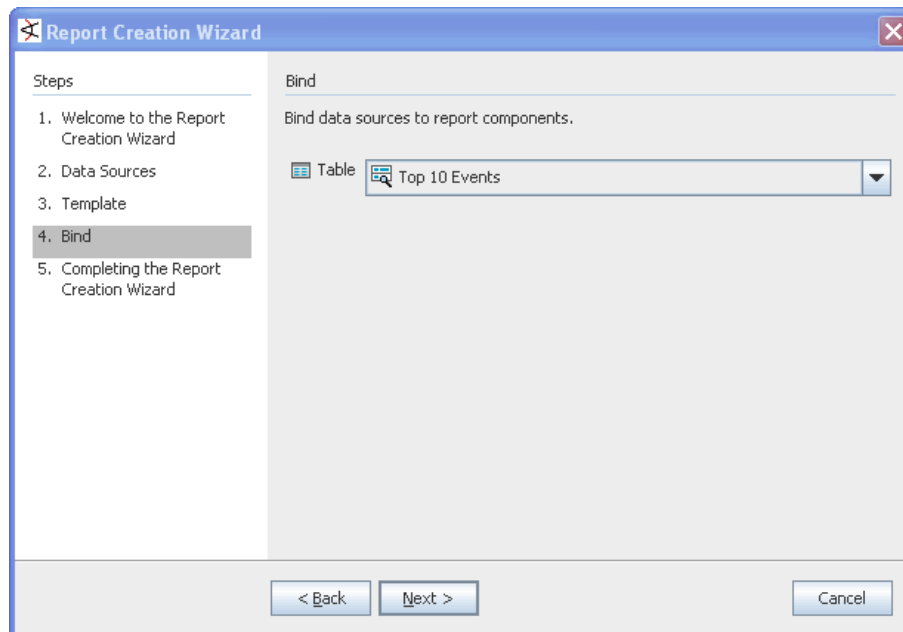 Report Creation Wizard
Steps
1. Welcome to the Report
Creation Wizard
2. Data Sources
3. Template
4. Bind
5. Completing the Report
Creation Wizard
Bind
Bind data sources to report components.
Table
Top 10 Events
< Back
Next >
Cancel